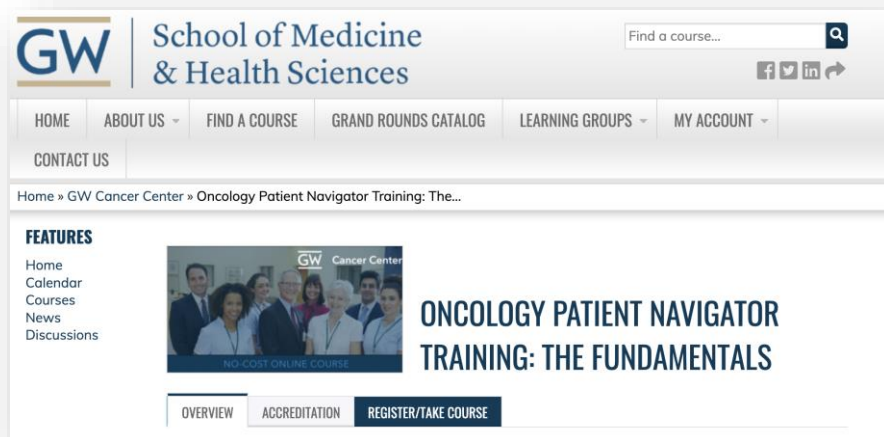 GW School of Medicine
& Health Sciences
Find a course...
HOME ABOUT US FIND A COURSE GRAND ROUNDS CATALOG LEARNING GROUPS MY ACCOUNT
CONTACT US
Home » GW Cancer Center » Oncology Patient Navigator Training: The...
FEATURES
Home
Calendar
Courses
News
Discussions
GW Cancer Center
NO-COST ONLINE COURSE
ONCOLOGY PATIENT NAVIGATOR
TRAINING: THE FUNDAMENTALS
OVERVIEW ACCREDITATION REGISTER/TAKE COURSE